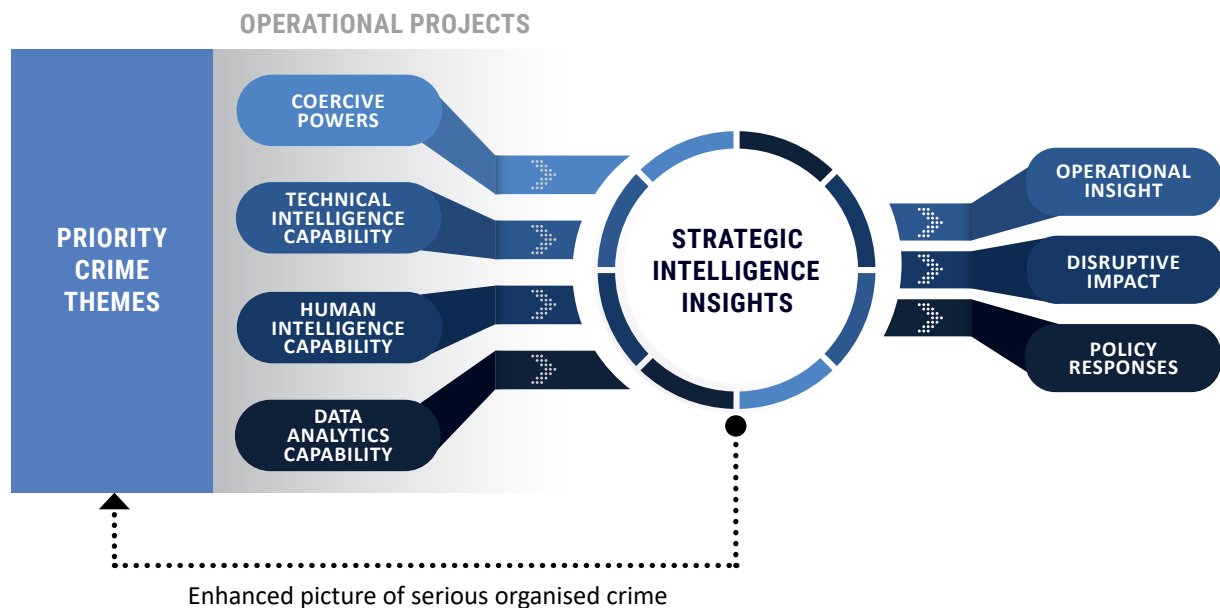 OPERATIONAL PROJECTS
PRIORITY
CRIME
THEMES
COERCIVE
POWERS
TECHNICAL
INTELLIGENCE
CAPABILITY
HUMAN
INTELLIGENCE
CAPABILITY
DATA
ANALYTICS
CAPABILITY
STRATEGIC
INTELLIGENCE
INSIGHTS
OPERATIONAL
INSIGHT
DISRUPTIVE
IMPACT
POLICY
RESPONSES
Enhanced picture of serious organised crime